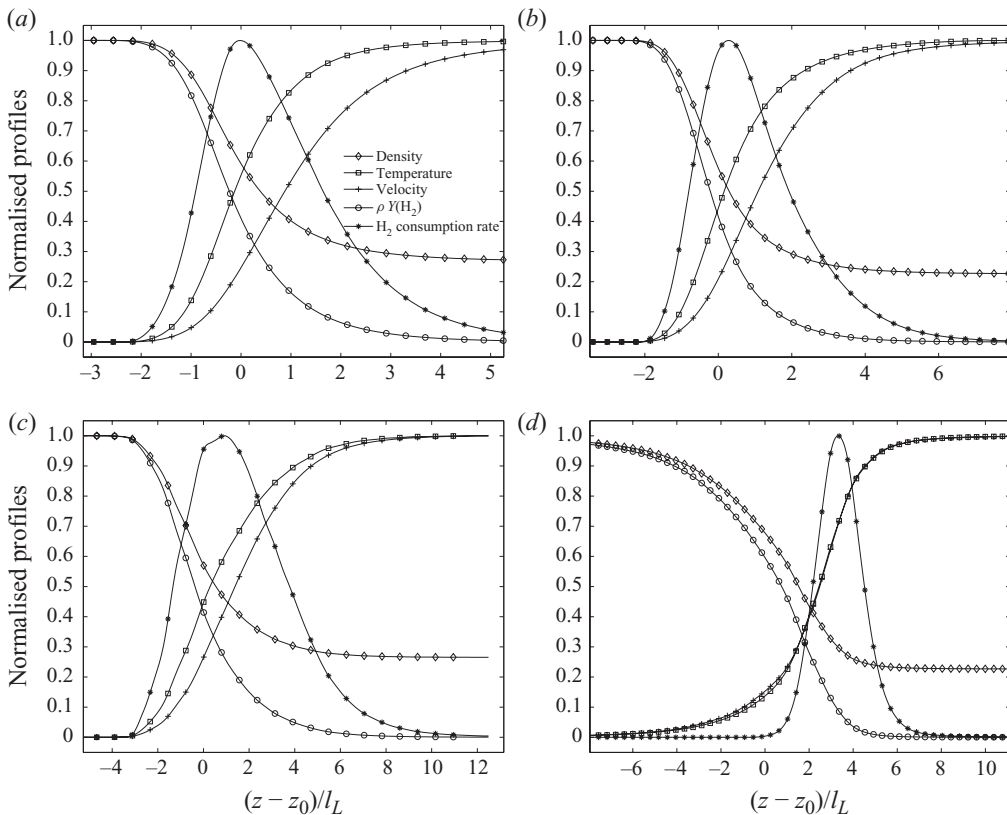 (a)
1.0
0.9
0.8
0.7
0.6
0.5
0.4
0.3
0.2
0.1
0
Normalised profiles
Density
Temperature
Velocity
ρ Y(H₂)
H₂ consumption rate
–3 –2 –1 0 1 2 3 4 5
(b)
1.0
0.9
0.8
0.7
0.6
0.5
0.4
0.3
0.2
0.1
0
–2 0 2 4 6
(c)
1.0
0.9
0.8
0.7
0.6
0.5
0.4
0.3
0.2
0.1
0
Normalised profiles
–4 –2 0 2 4 6 8 10 12
(z – z₀)/l_L
(d)
1.0
0.9
0.8
0.7
0.6
0.5
0.4
0.3
0.2
0.1
0
–6 –4 –2 0 2 4 6 8 10
(z – z₀)/l_L